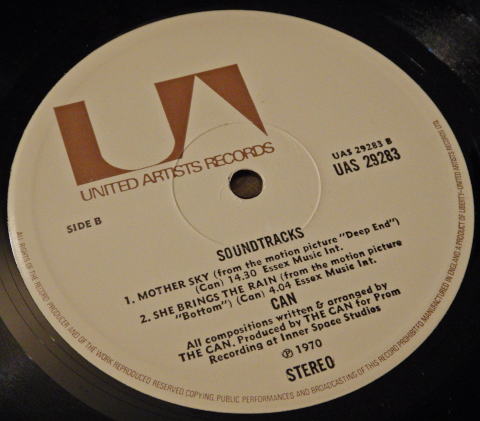 UA
UNITED ARTISTS RECORDS
UAS 29283 B
UAS 29283
SIDE B
SOUNDTRACKS
1. MOTHER SKY (from the motion picture "Deep End")
(Can) 14.30 Essex Music Int.
2. SHE BRINGS THE RAIN (from the motion picture
"Bottom") (Can) 4.04 Essex Music Int.
CAN
All compositions written & arranged by
THE CAN. Produced by THE CAN for Prom
Recording at Inner Space Studios
℗ 1970
STEREO
ALL RIGHTS OF THE RECORD PRODUCER AND OF THE WORK REPRODUCED RESERVED COPYING, PUBLIC PERFORMANCES AND BROADCASTING OF THIS RECORD PROHIBITED MANUFACTURED IN ENGLAND A PRODUCT OF LIBERTY-UNITED ARTISTS RECORDS LTD